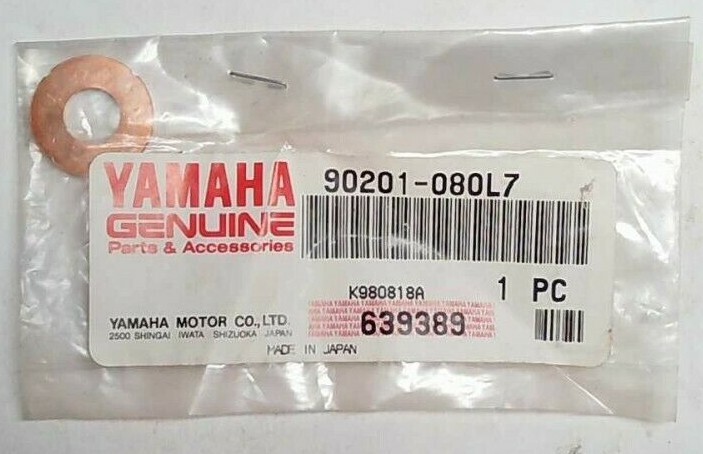 YAMAHA
GENUINE
Parts & Accessories
90201-080L7
K980818A
1 PC
639389
YAMAHA MOTOR CO., LTD.
2500 SHINGAI IWATA SHIZUOKA JAPAN
MADE IN JAPAN